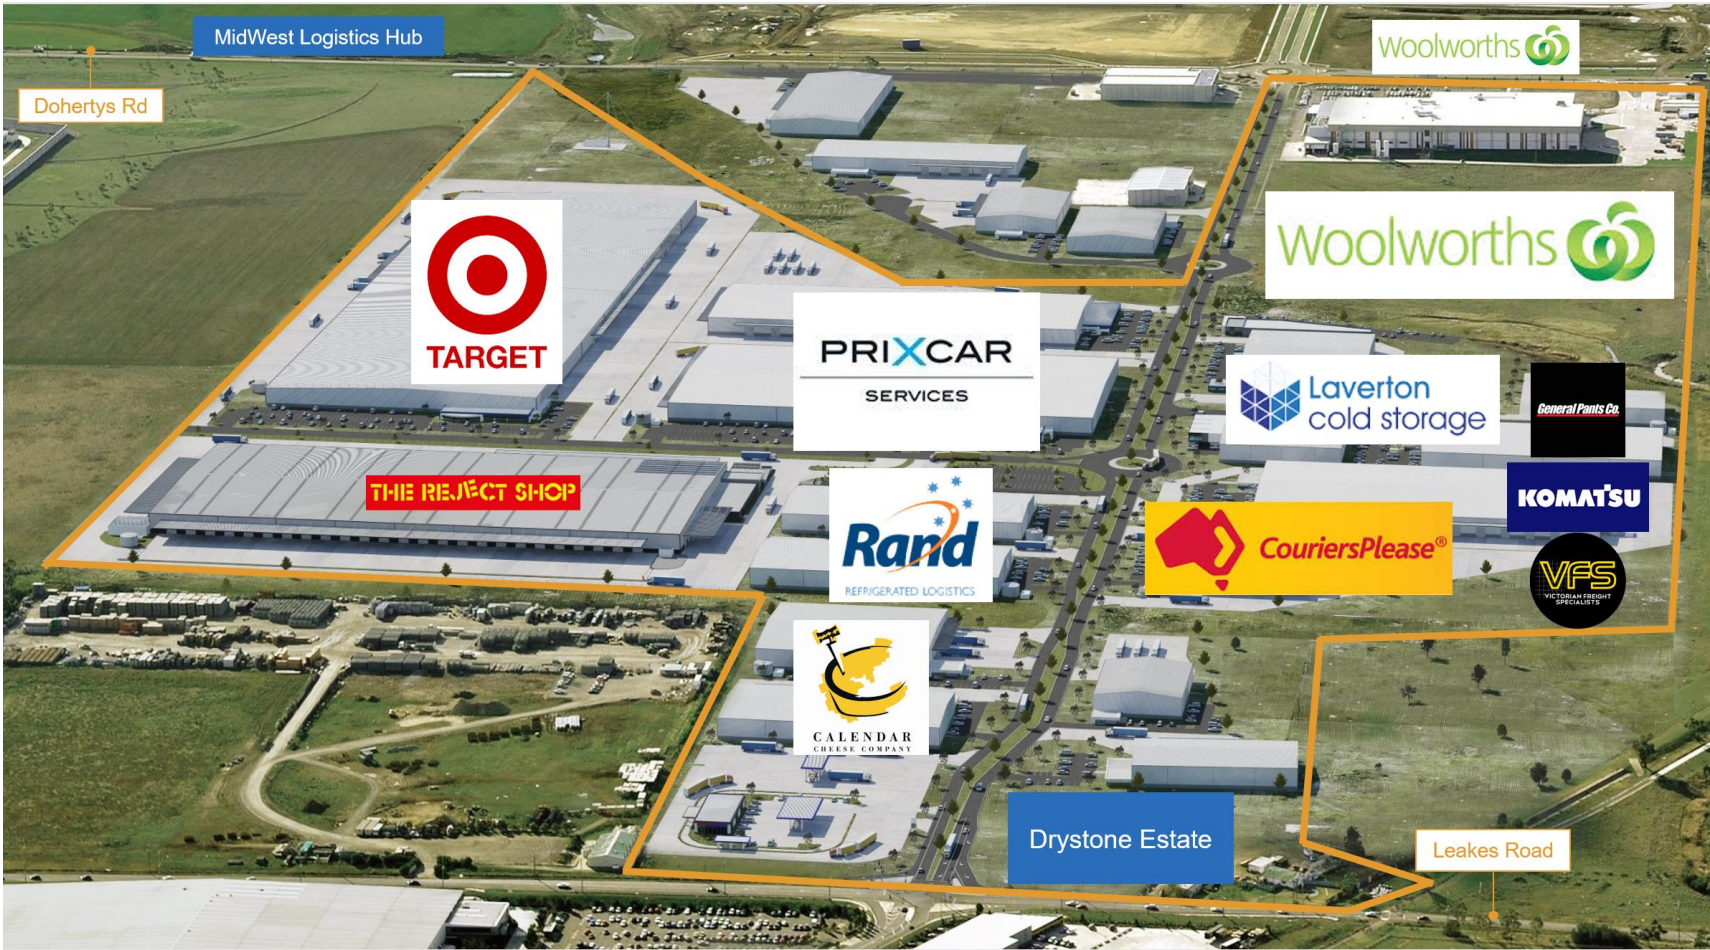 MidWest Logistics Hub
Woolworths
Dohertys Rd
Woolworths
TARGET
PRIXCAR
SERVICES
Laverton
cold storage
General Pants Co.
THE REJECT SHOP
Rand
REFRIGERATED LOGISTICS
KOMATSU
CouriersPlease®
VFS
VICTORIAN FREIGHT
SPECIALISTS
CALENDAR
CHEESE COMPANY
Drystone Estate
Leakes Road